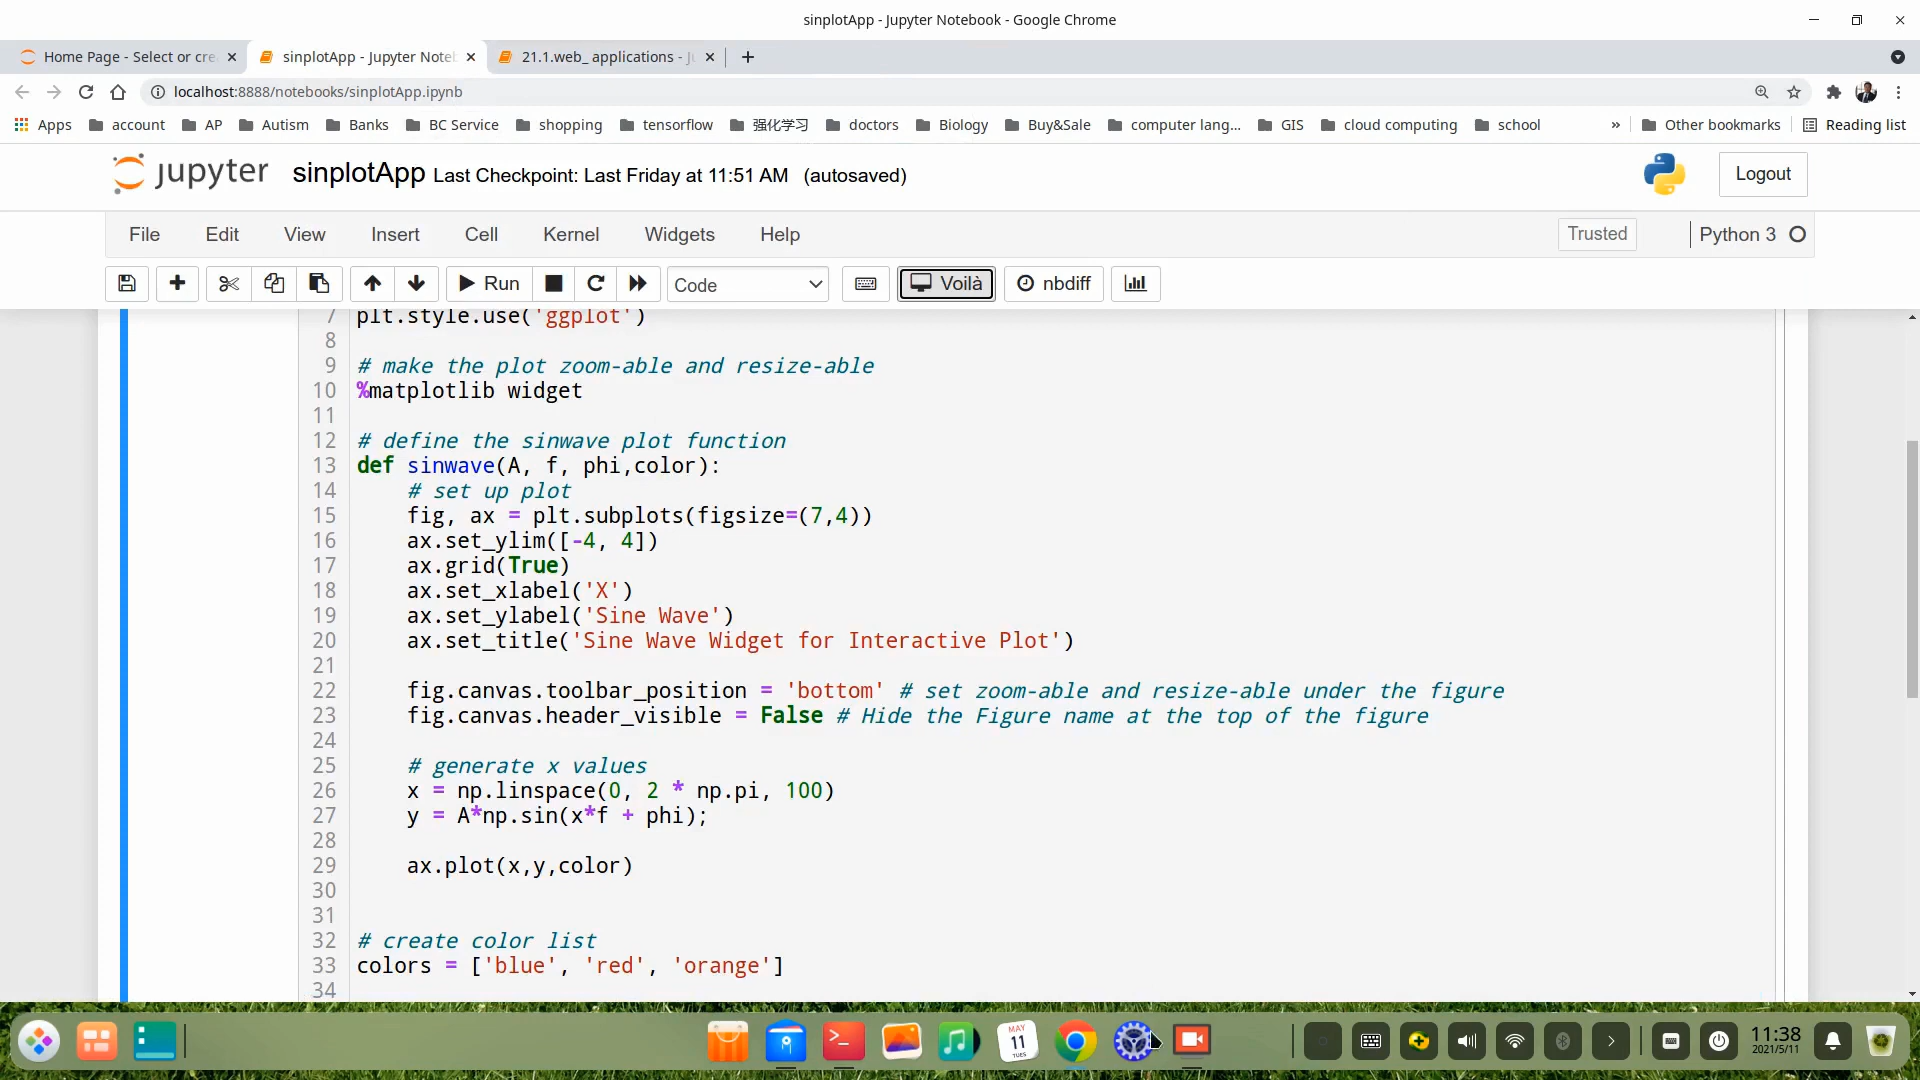 sinplotApp - Jupyter Notebook - Google Chrome
Home Page - Select or cre
sinplotApp - Jupyter Noteb
21.1.web_ applications - J
localhost:8888/notebooks/sinplotApp.ipynb
Apps account AP Autism Banks BC Service shopping tensorflow 强化学习 doctors Biology Buy&Sale computer lang... GIS cloud computing school » Other bookmarks Reading list
jupyter sinplotApp Last Checkpoint: Last Friday at 11:51 AM (autosaved) Logout
File Edit View Insert Cell Kernel Widgets Help Trusted Python 3
Run Code Voilà nbdiff
7 plt.style.use('ggplot')
8
9 # make the plot zoom-able and resize-able
10 %matplotlib widget
11
12 # define the sinwave plot function
13 def sinwave(A, f, phi,color):
14 # set up plot
15 fig, ax = plt.subplots(figsize=(7,4))
16 ax.set_ylim([-4, 4])
17 ax.grid(True)
18 ax.set_xlabel('X')
19 ax.set_ylabel('Sine Wave')
20 ax.set_title('Sine Wave Widget for Interactive Plot')
21
22 fig.canvas.toolbar_position = 'bottom' # set zoom-able and resize-able under the figure
23 fig.canvas.header_visible = False # Hide the Figure name at the top of the figure
24
25 # generate x values
26 x = np.linspace(0, 2 * np.pi, 100)
27 y = A*np.sin(x*f + phi);
28
29 ax.plot(x,y,color)
30
31
32 # create color list
33 colors = ['blue', 'red', 'orange']
34
MAY
11
TUES
11:38
2021/5/11